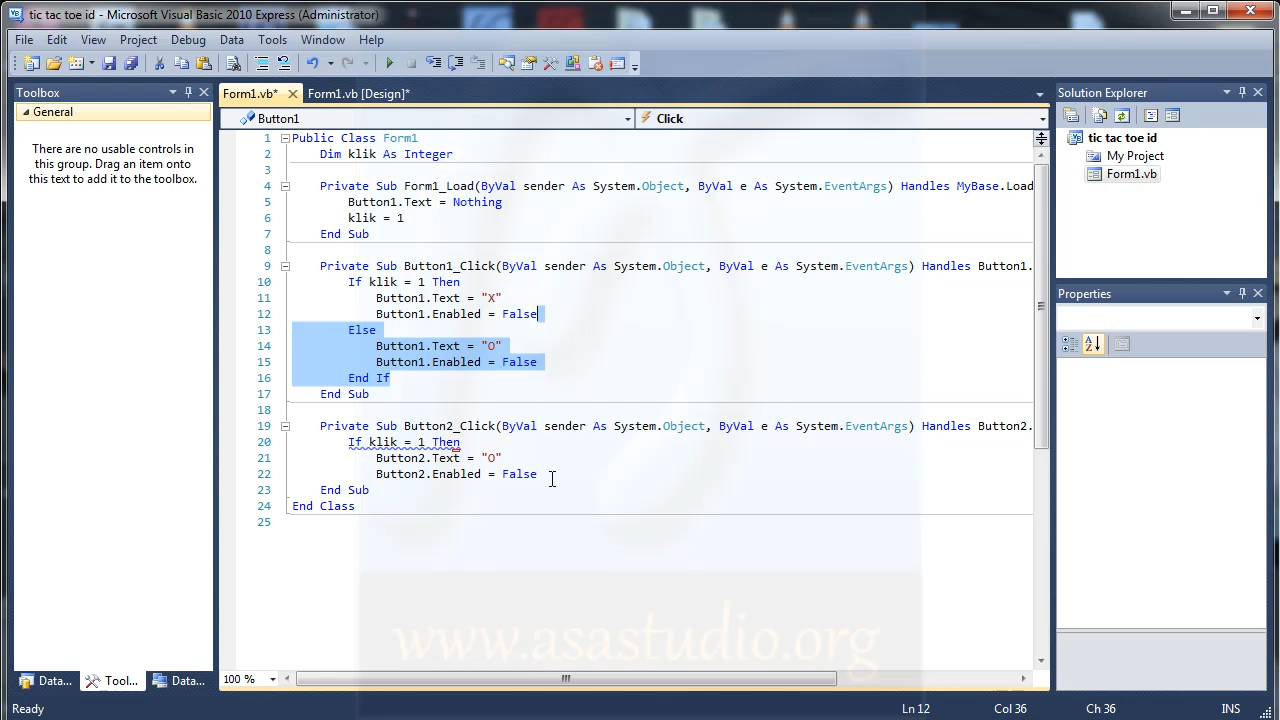 tic tac toe id - Microsoft Visual Basic 2010 Express (Administrator)
File Edit View Project Debug Data Tools Window Help
Toolbox
General
There are no usable controls in
this group. Drag an item onto
this text to add it to the toolbox.
Data... Tool... Data...
Form1.vb* Form1.vb [Design]*
Button1 Click
1 Public Class Form1
2 Dim klik As Integer
3
4 Private Sub Form1_Load(ByVal sender As System.Object, ByVal e As System.EventArgs) Handles MyBase.Load
5 Button1.Text = Nothing
6 klik = 1
7 End Sub
8
9 Private Sub Button1_Click(ByVal sender As System.Object, ByVal e As System.EventArgs) Handles Button1.
10 If klik = 1 Then
11 Button1.Text = "X"
12 Button1.Enabled = False
13 Else
14 Button1.Text = "O"
15 Button1.Enabled = False
16 End If
17 End Sub
18
19 Private Sub Button2_Click(ByVal sender As System.Object, ByVal e As System.EventArgs) Handles Button2.
20 If klik = 1 Then
21 Button2.Text = "O"
22 Button2.Enabled = False
23 End Sub
24 End Class
25
www.asastudio.org
100 %
Solution Explorer
tic tac toe id
My Project
Form1.vb
Properties
Ready Ln 12 Col 36 Ch 36 INS